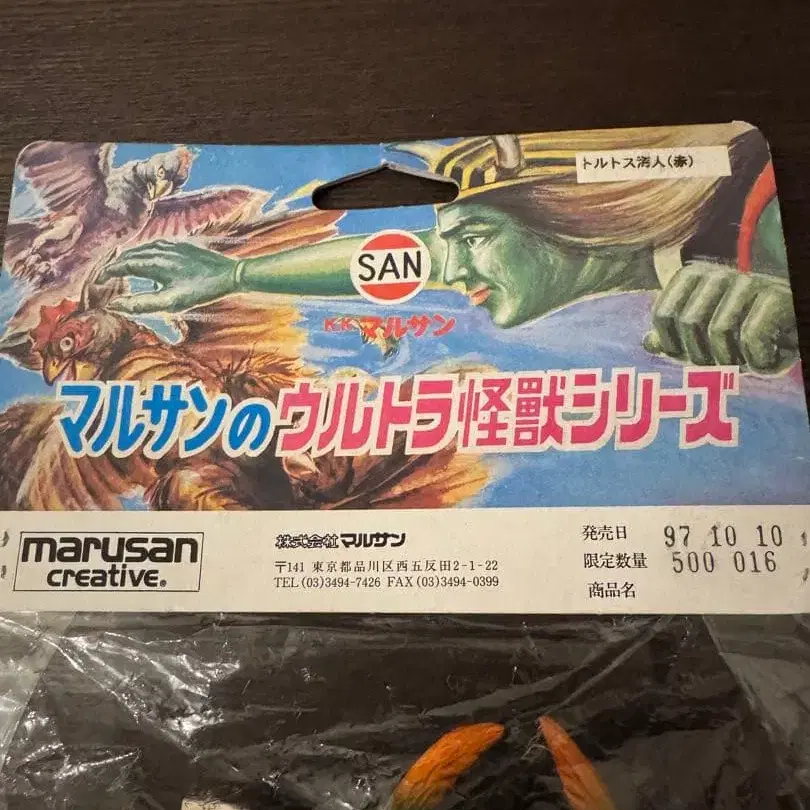 トルトス酒人(赤)
SAN
K.K.マルサン
マルサンのウルトラ怪獣シリーズ
marusan creative®
株式会社マルサン
〒141 東京都品川区西五反田2-1-22
TEL (03)3494-7426 FAX (03)3494-0399
発売日 97 10 10
限定数量 500 016
商品名